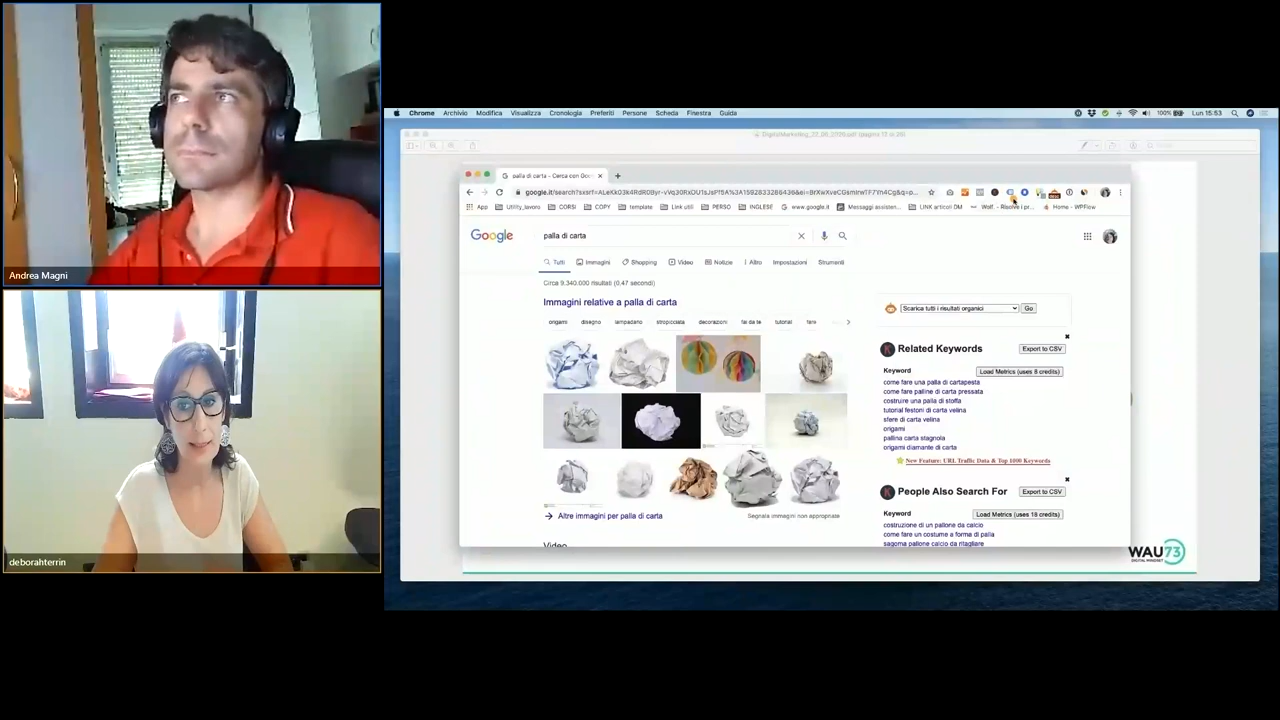 Andrea Magni
deborahterrin
Chrome Archivio Modifica Visualizza Cronologia Preferiti Persone Scheda Finestra Guida
100% Lun 15:53
palla di carta - Cerca con Goo
App Utility_lavoro CORSI COPY template Link utili PERSO INGLESE www.google.it Messaggi assisten... LINK articoli DM Wolf. - Risolve i pr... Home - WPFlow
Google palla di carta
Tutti Immagini Shopping Video Notizie Altro Impostazioni Strumenti
Circa 9.340.000 risultati (0,47 secondi)
Immagini relative a palla di carta
origami disegno lampadario stropicciata decorazioni fai da te tutorial fare
Altre immagini per palla di carta
Segnala immagini non appropriate
Video
Scarica tutti i risultati organici Go
Related Keywords Export to CSV
Keyword Load Metrics (uses 8 credits)
come fare una palla di cartapesta
come fare palline di carta pressata
costruire una palla di stoffa
tutorial festoni di carta velina
sfere di carta velina
origami
pallina carta stagnola
origami diamante di carta
New Feature: URL Traffic Data & Top 1000 Keywords
People Also Search For Export to CSV
Keyword Load Metrics (uses 18 credits)
costruzione di un pallone da calcio
come fare un costume a forma di palla
sagoma pallone calcio da ritagliare
WAU73
DIGITAL MINDSET